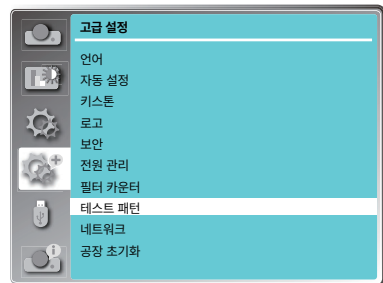 고급 설정
언어
자동 설정
키스톤
로고
보안
전원 관리
필터 카운터
테스트 패턴
네트워크
공장 초기화